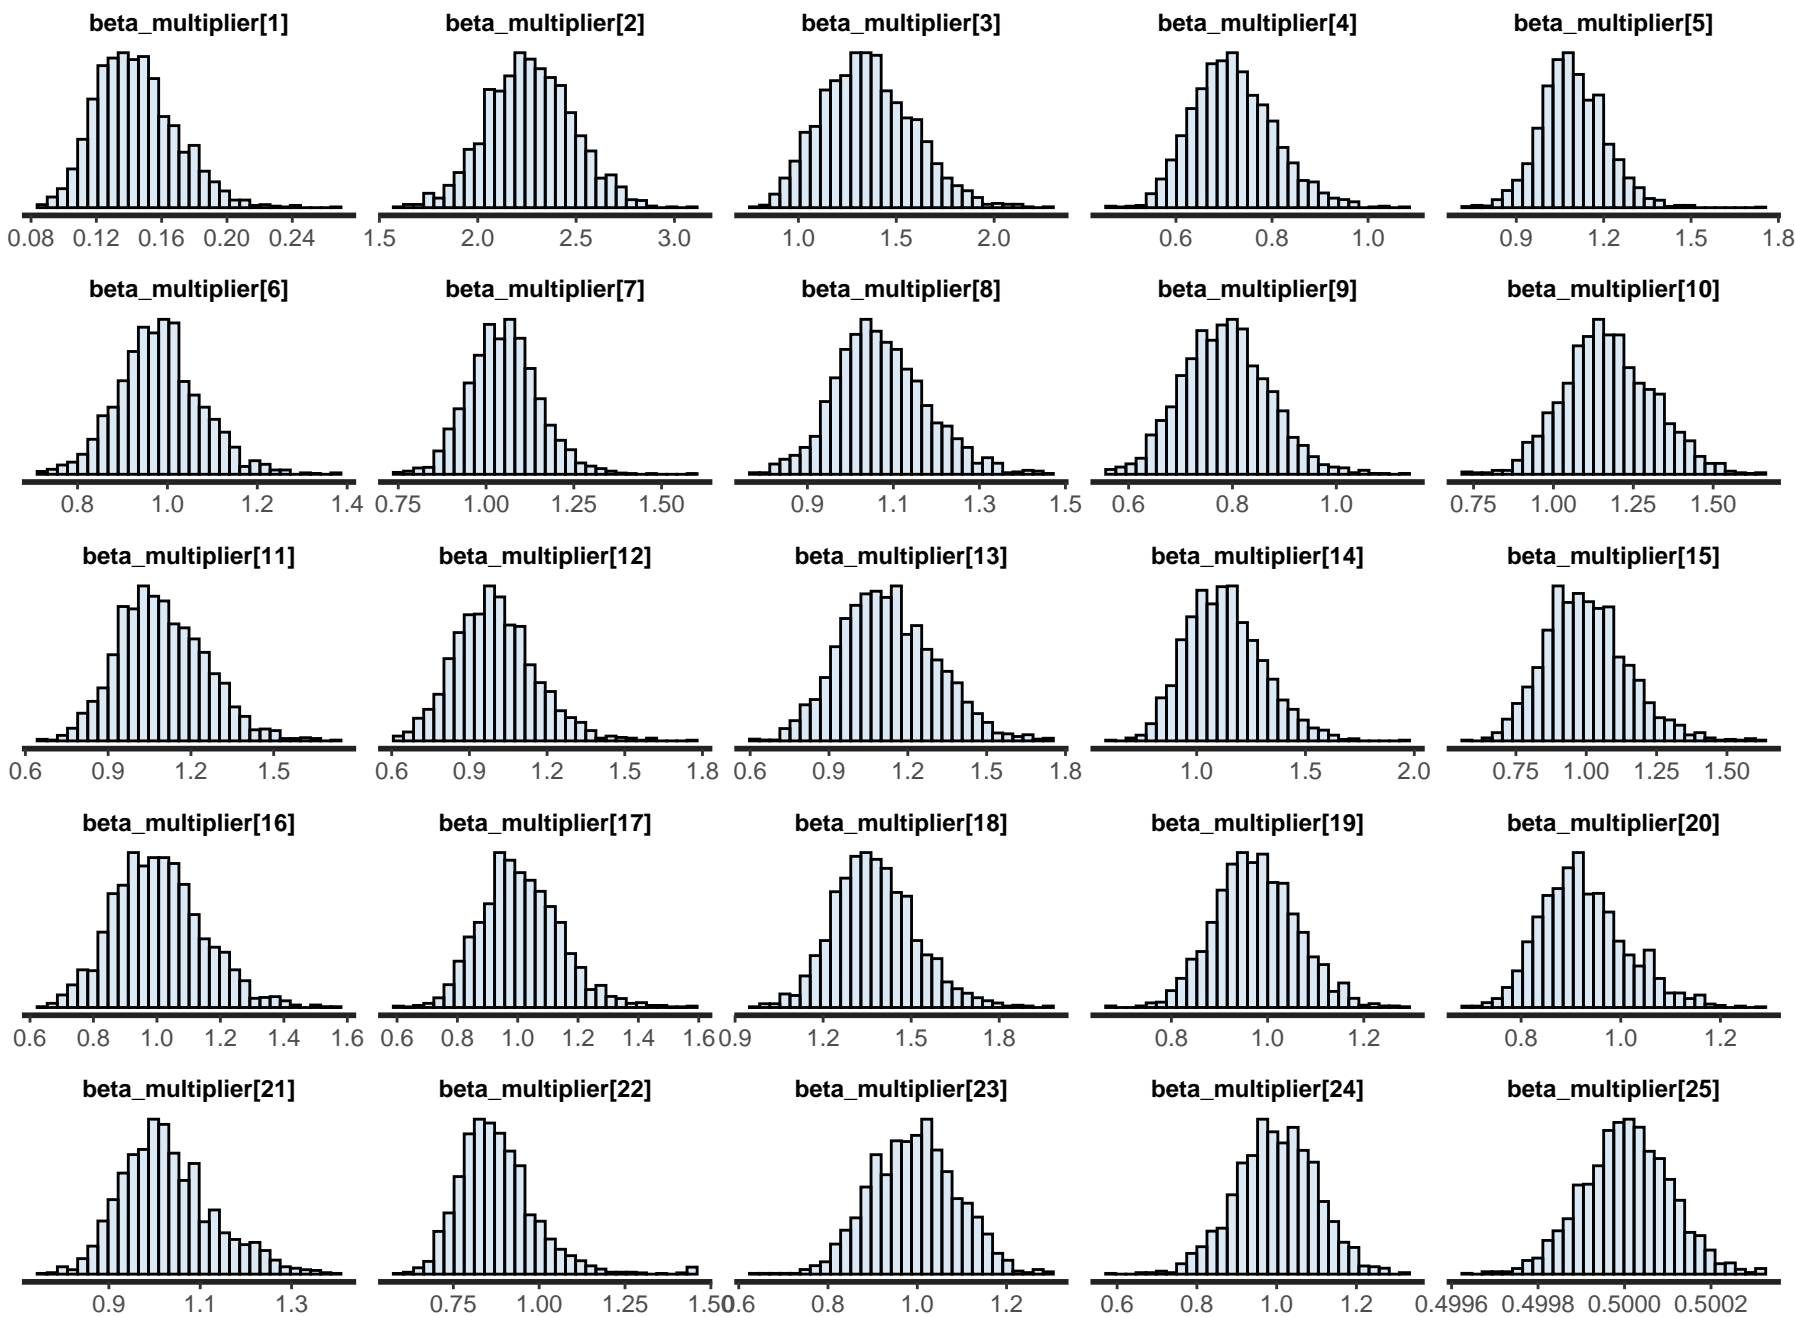 beta_multiplier[1] beta_multiplier[2] beta_multiplier[3] beta_multiplier[4] beta_multiplier[5]
0.08 0.12 0.16 0.20 0.24 1.5 2.0 2.5 3.0 1.0 1.5 2.0 0.6 0.8 1.0 0.9 1.2 1.5 1.8
beta_multiplier[6] beta_multiplier[7] beta_multiplier[8] beta_multiplier[9] beta_multiplier[10]
0.8 1.0 1.2 1.4 0.75 1.00 1.25 1.50 0.9 1.1 1.3 1.5 0.6 0.8 1.0 0.75 1.00 1.25 1.50
beta_multiplier[11] beta_multiplier[12] beta_multiplier[13] beta_multiplier[14] beta_multiplier[15]
0.6 0.9 1.2 1.5 0.6 0.9 1.2 1.5 1.8 0.6 0.9 1.2 1.5 1.8 1.0 1.5 2.0 0.75 1.00 1.25 1.50
beta_multiplier[16] beta_multiplier[17] beta_multiplier[18] beta_multiplier[19] beta_multiplier[20]
0.6 0.8 1.0 1.2 1.4 1.6 0.6 0.8 1.0 1.2 1.4 1.6 0.9 1.2 1.5 1.8 0.8 1.0 1.2 0.8 1.0 1.2
beta_multiplier[21] beta_multiplier[22] beta_multiplier[23] beta_multiplier[24] beta_multiplier[25]
0.9 1.1 1.3 0.75 1.00 1.25 1.50 0.6 0.8 1.0 1.2 0.6 0.8 1.0 1.2 0.4996 0.4998 0.5000 0.5002